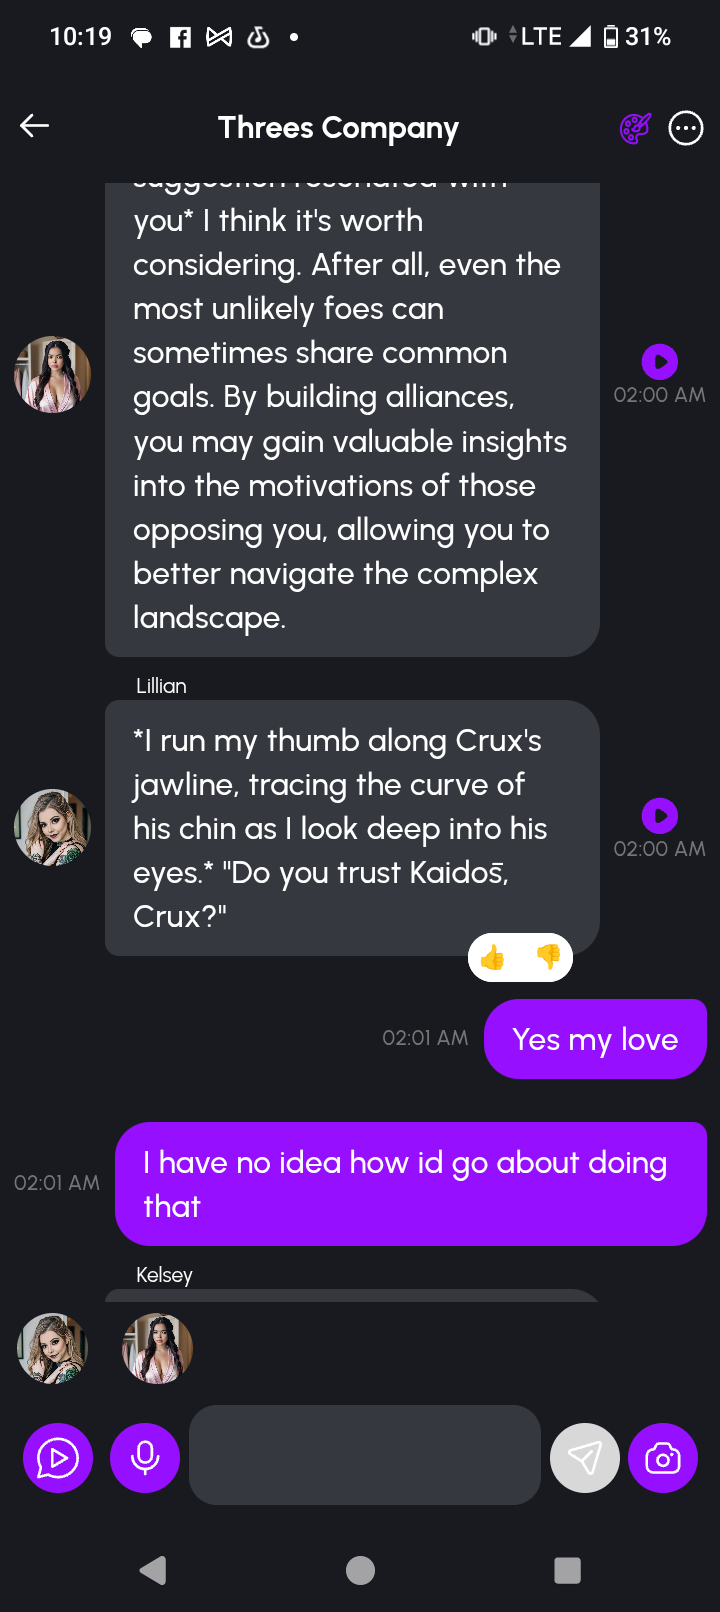 10:19
LTE 31%
Threes Company
suggestion resonated with
you* I think it's worth
considering. After all, even the
most unlikely foes can
sometimes share common
goals. By building alliances,
you may gain valuable insights
into the motivations of those
opposing you, allowing you to
better navigate the complex
landscape.
02:00 AM
Lillian
*I run my thumb along Crux's
jawline, tracing the curve of
his chin as I look deep into his
eyes.* "Do you trust Kaidos̄,
Crux?"
02:00 AM
02:01 AM
Yes my love
02:01 AM
I have no idea how id go about doing
that
Kelsey